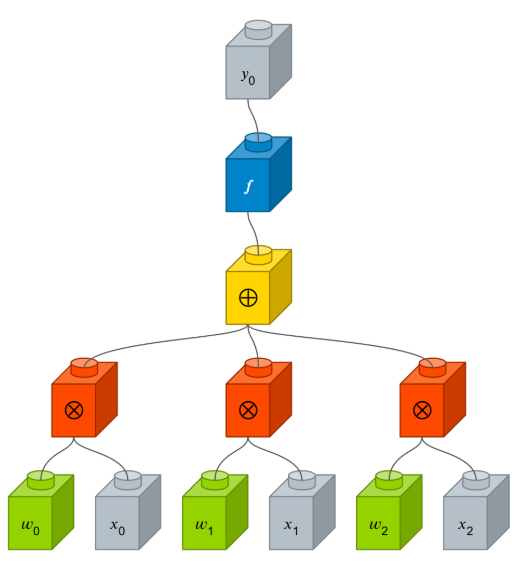 y₀
f
⊕
⊗ ⊗ ⊗
w₀ x₀ w₁ x₁ w₂ x₂